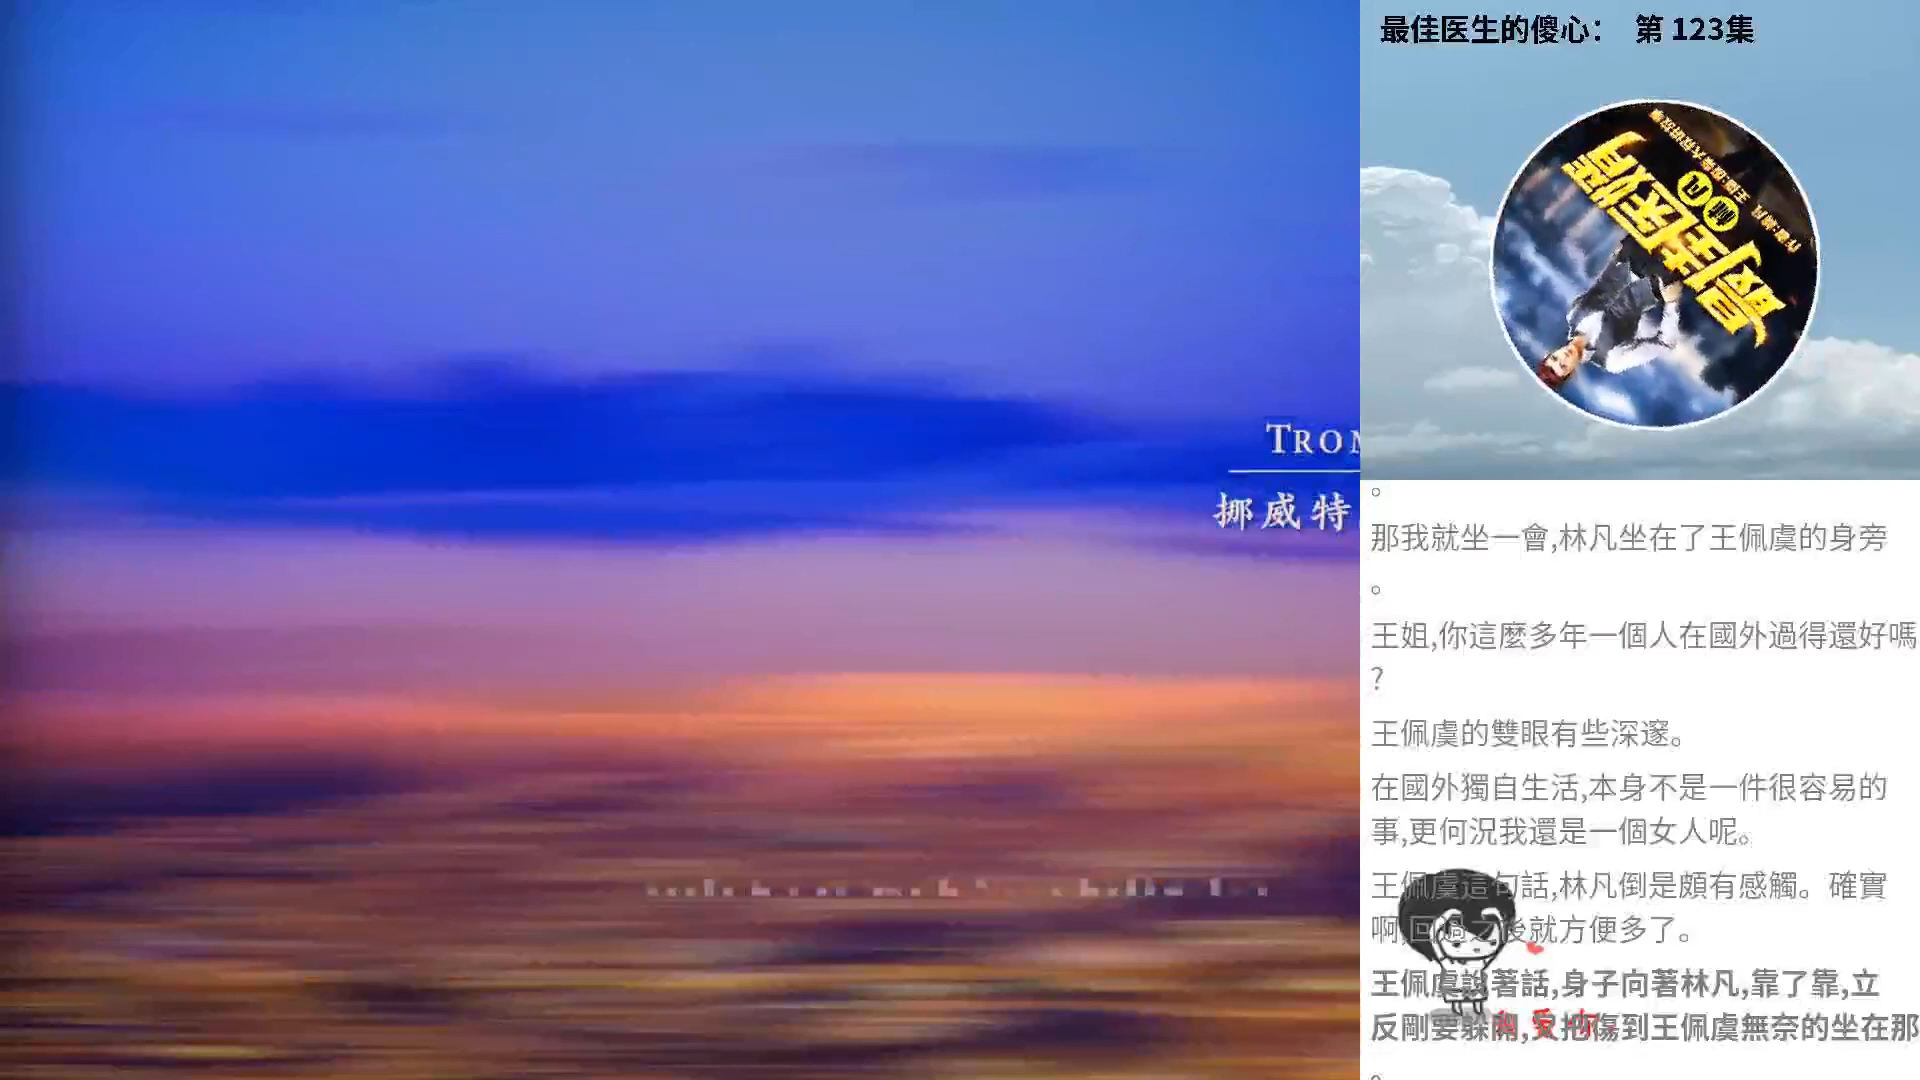 最佳医生的傻心： 第 123集
最佳医婿
TRO
挪威特
。
那我就坐一會,林凡坐在了王佩虞的身旁
。
王姐,你這麼多年一個人在國外過得還好嗎
?
王佩虞的雙眼有些深邃。
在國外獨自生活,本身不是一件很容易的
事,更何況我還是一個女人呢。
王佩虞這句話,林凡倒是頗有感觸。確實
啊,回過之後就方便多了。
王佩虞說著話,身子向著林凡,靠了靠,立
反剛要躲開,又把傷到王佩虞無奈的坐在那
。